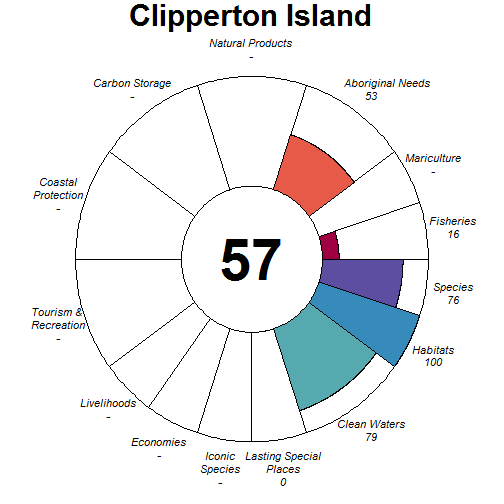 Clipperton Island
Natural Products
-
Carbon Storage
-
Aboriginal Needs
53
Mariculture
-
Coastal
Protection
-
Fisheries
16
57
Species
76
Tourism &
Recreation
-
Habitats
100
Livelihoods
-
Clean Waters
79
Economies
-
Iconic
Species
-
Lasting Special
Places
0